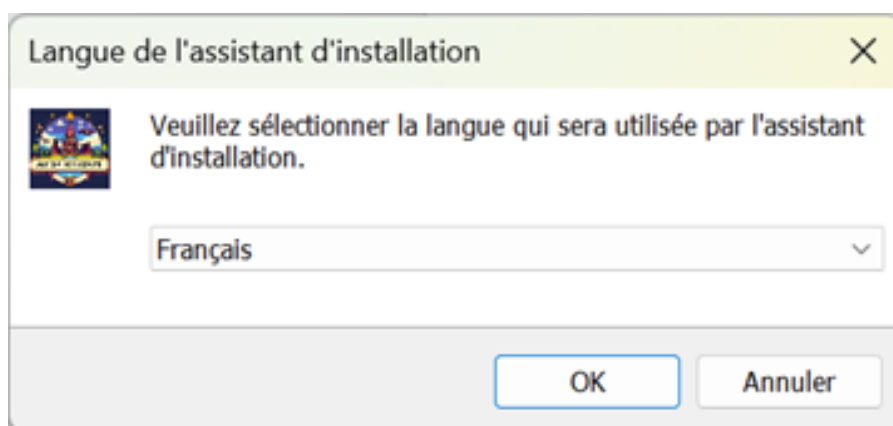 Langue de l'assistant d'installation
Veuillez sélectionner la langue qui sera utilisée par l'assistant
d'installation.
Français
OK
Annuler